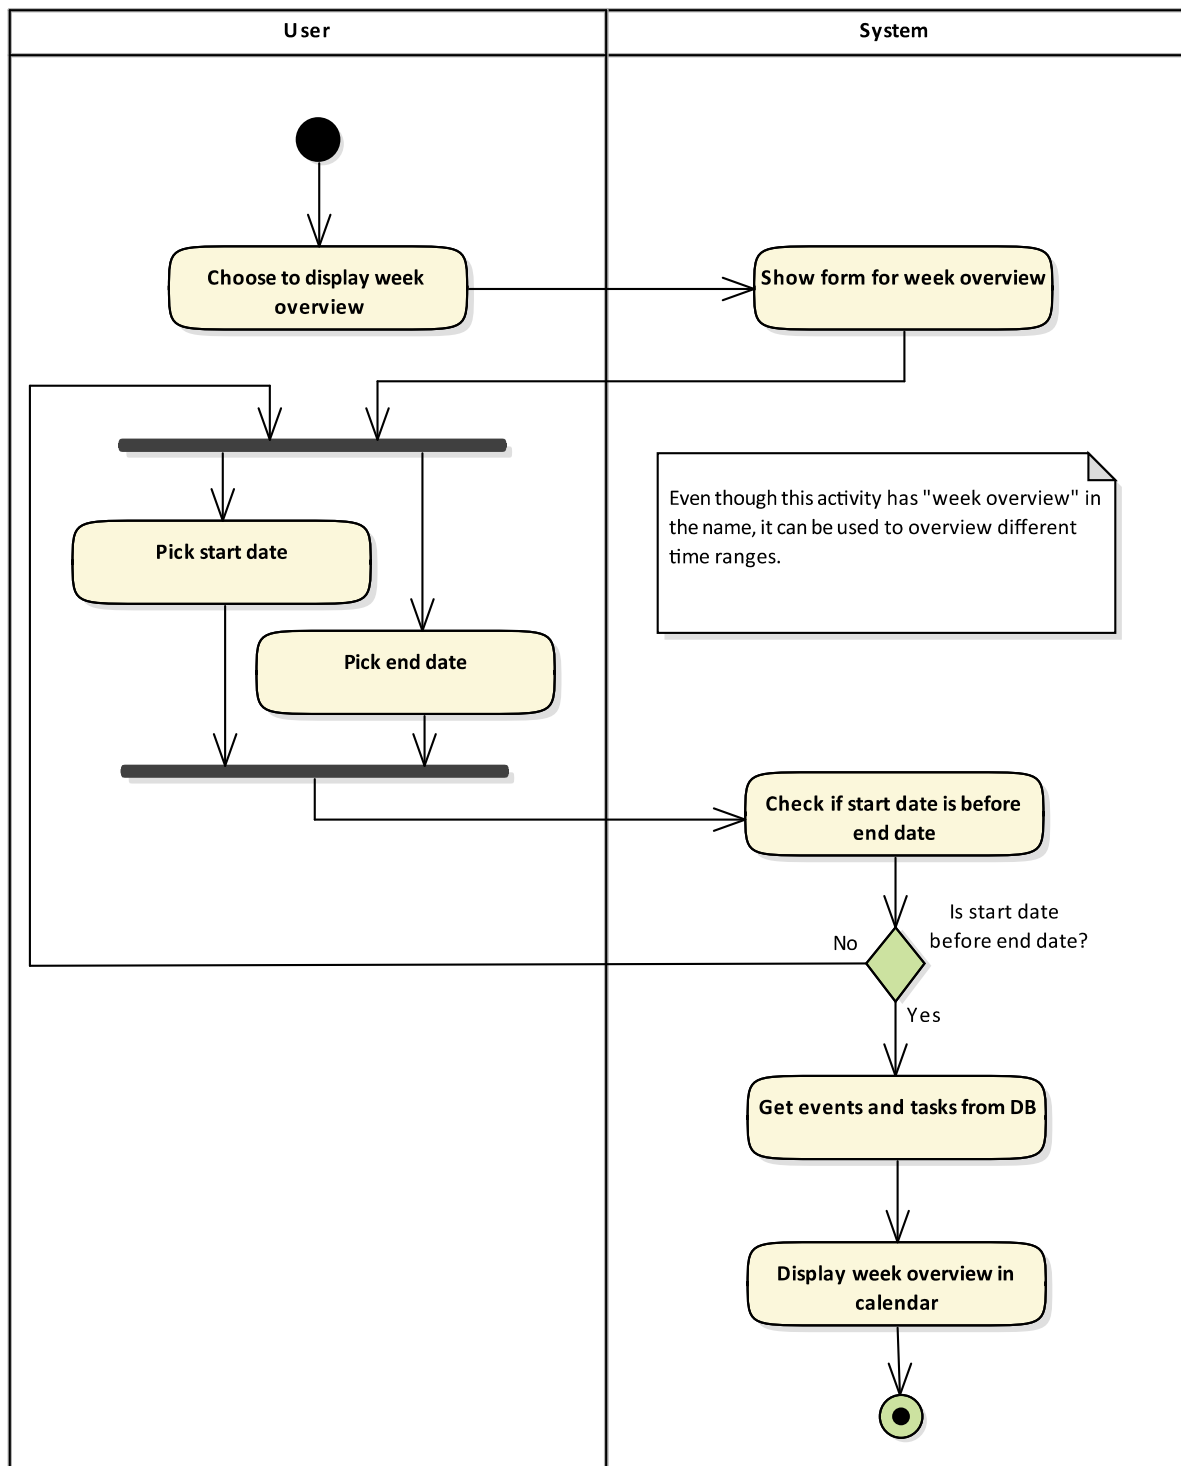 User
System
Choose to display week
overview
Show form for week overview
Even though this activity has "week overview" in
the name, it can be used to overview different
time ranges.
Pick start date
Pick end date
Check if start date is before
end date
Is start date
before end date?
No
Yes
Get events and tasks from DB
Display week overview in
calendar